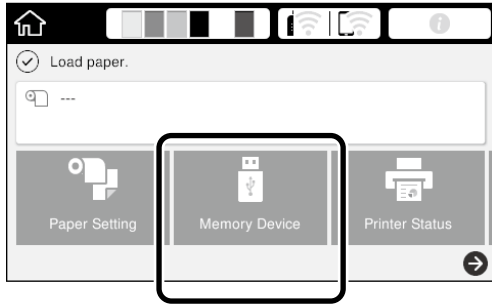 Load paper.
---
Paper Setting
Memory Device
Printer Status